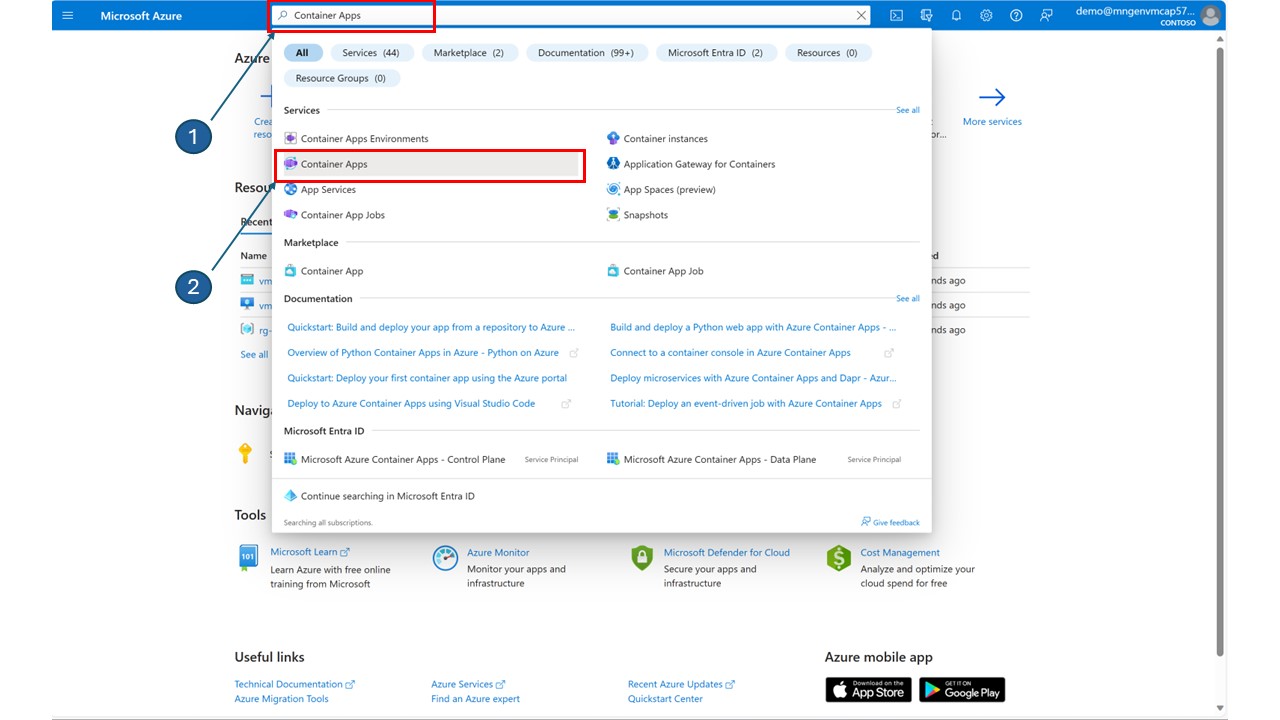 Microsoft Azure
Container Apps
demo@mngenvmcap57...
CONTOSO
Azure
All
Services (44)
Marketplace (2)
Documentation (99+)
Microsoft Entra ID (2)
Resources (0)
Resource Groups (0)
Services
See all
More services
1
Container Apps Environments
Container instances
Container Apps
Application Gateway for Containers
App Services
App Spaces (preview)
Container App Jobs
Snapshots
Recent
Marketplace
Name
Container App
Container App Job
2
vm
nds ago
Documentation
See all
vm
nds ago
Quickstart: Build and deploy your app from a repository to Azure ...
Build and deploy a Python web app with Azure Container Apps - ...
rg-
nds ago
See all
Overview of Python Container Apps in Azure - Python on Azure
Connect to a container console in Azure Container Apps
Quickstart: Deploy your first container app using the Azure portal
Deploy microservices with Azure Container Apps and Dapr - Azur...
Deploy to Azure Container Apps using Visual Studio Code
Tutorial: Deploy an event-driven job with Azure Container Apps
Microsoft Entra ID
Microsoft Azure Container Apps - Control Plane
Service Principal
Microsoft Azure Container Apps - Data Plane
Service Principal
Continue searching in Microsoft Entra ID
Searching all subscriptions.
Give feedback
Tools
Microsoft Learn
Learn Azure with free online
training from Microsoft
Azure Monitor
Monitor your apps and
infrastructure
Microsoft Defender for Cloud
Secure your apps and
infrastructure
Cost Management
Analyze and optimize your
cloud spend for free
Useful links
Technical Documentation
Azure Services
Recent Azure Updates
Azure Migration Tools
Find an Azure expert
Quickstart Center
Azure mobile app
Download on the
App Store
GET IT ON
Google Play